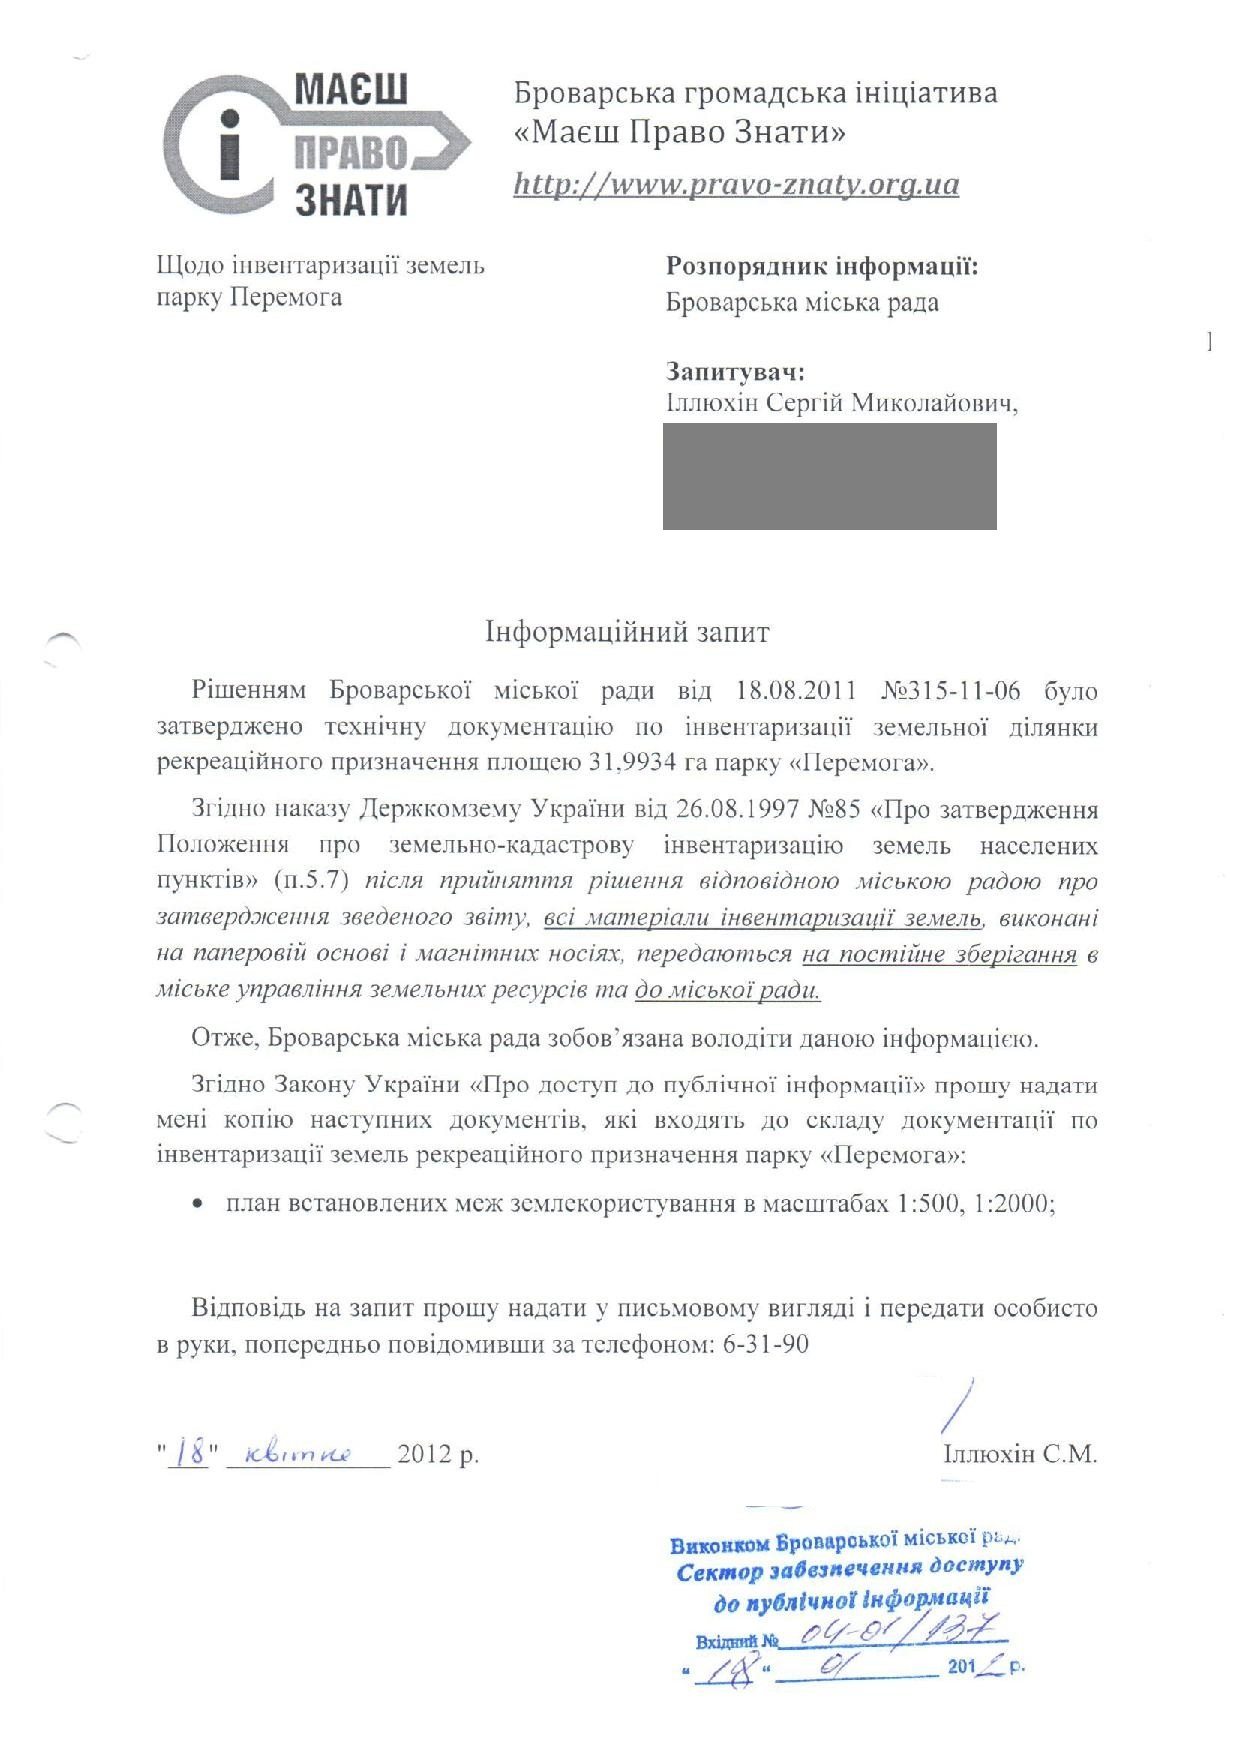 МАЄШ
ПРАВО
ЗНАТИ
Броварська громадська ініціатива
«Маєш Право Знати»
http://www.pravo-znaty.org.ua
Щодо інвентаризації земель
парку Перемога
Розпорядник інформації:
Броварська міська рада
Запитувач:
Іллюхін Сергій Миколайович,
Інформаційний запит
Рішенням Броварської міської ради від 18.08.2011 №315-11-06 було
затверджено технічну документацію по інвентаризації земельної ділянки
рекреаційного призначення площею 31,9934 га парку «Перемога».
Згідно наказу Держкомзему України від 26.08.1997 №85 «Про затвердження
Положення про земельно-кадастрову інвентаризацію земель населених
пунктів» (п.5.7) після прийняття рішення відповідною міською радою про
затвердження зведеного звіту, всі матеріали інвентаризації земель, виконані
на паперовій основі і магнітних носіях, передаються на постійне зберігання в
міське управління земельних ресурсів та до міської ради.
Отже, Броварська міська рада зобов’язана володіти даною інформацією.
Згідно Закону України «Про доступ до публічної інформації» прошу надати
мені копію наступних документів, які входять до складу документації по
інвентаризації земель рекреаційного призначення парку «Перемога»:
• план встановлених меж землекористування в масштабах 1:500, 1:2000;
Відповідь на запит прошу надати у письмовому вигляді і передати особисто
в руки, попередньо повідомивши за телефоном: 6-31-90
"18" квітня 2012 р.
Іллюхін С.М.
Виконком Броварської міської рад
Сектор забезпечення доступу
до публічної інформації
Вхідний № 04-01/137
“ 18 “ 01 2012 р.